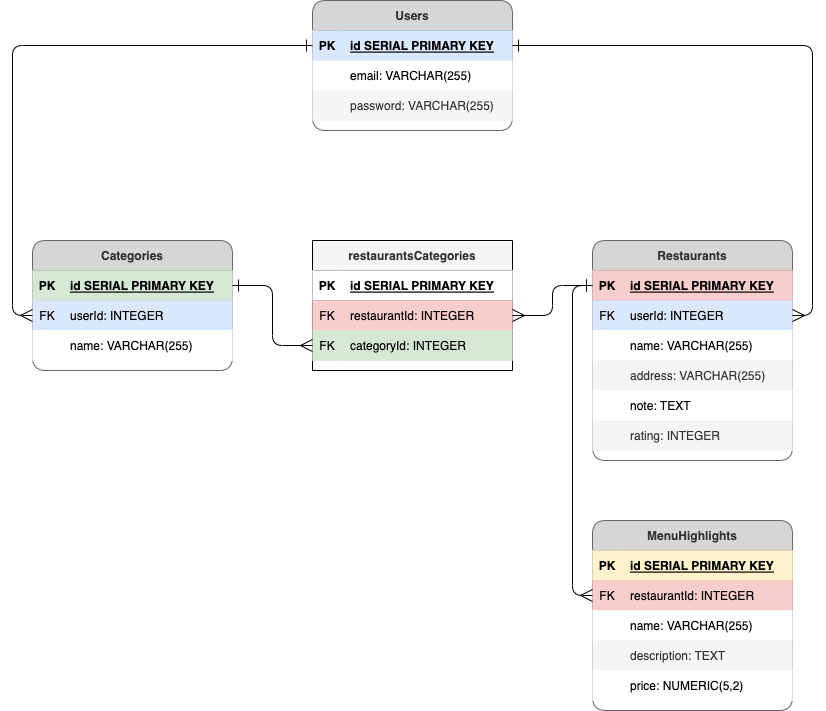 Users
PK id SERIAL PRIMARY KEY
email: VARCHAR(255)
password: VARCHAR(255)
Categories
PK id SERIAL PRIMARY KEY
FK userId: INTEGER
name: VARCHAR(255)
restaurantsCategories
PK id SERIAL PRIMARY KEY
FK restaurantId: INTEGER
FK categoryId: INTEGER
Restaurants
PK id SERIAL PRIMARY KEY
FK userId: INTEGER
name: VARCHAR(255)
address: VARCHAR(255)
note: TEXT
rating: INTEGER
MenuHighlights
PK id SERIAL PRIMARY KEY
FK restaurantId: INTEGER
name: VARCHAR(255)
description: TEXT
price: NUMERIC(5,2)